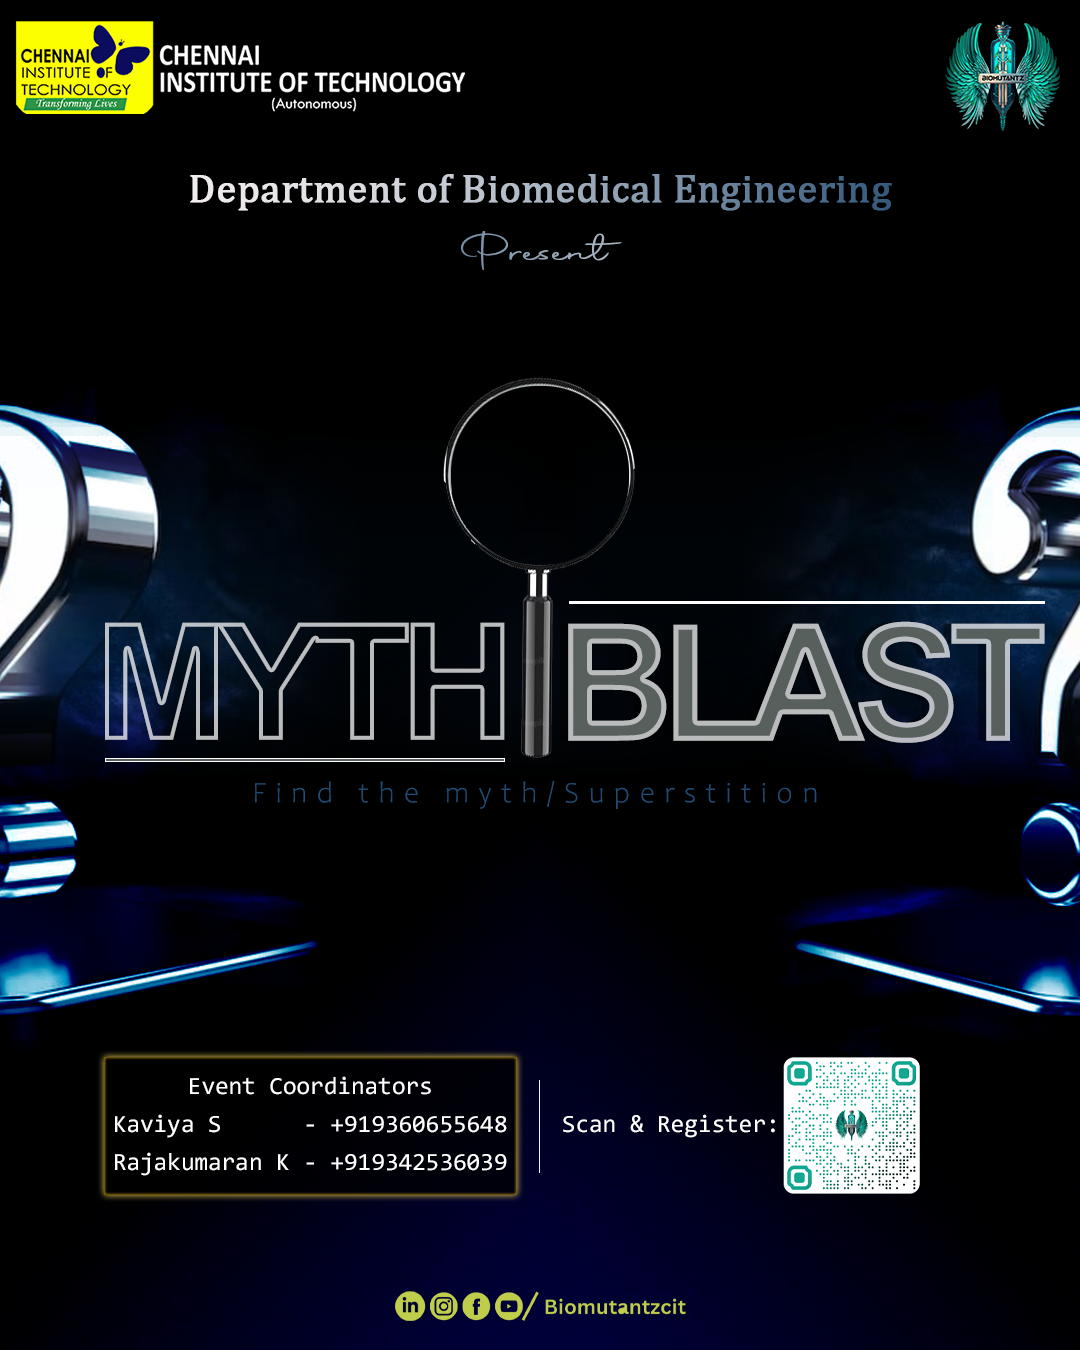 CHENNAI
INSTITUTE OF
TECHNOLOGY
Transforming Lives
CHENNAI
INSTITUTE OF TECHNOLOGY
(Autonomous)
BIOMUTANTZ
Department of Biomedical Engineering
Present
MYTH BLAST
Find the myth/Superstition
Event Coordinators
Kaviya S - +919360655648
Rajakumaran K - +919342536039
Scan & Register:
/ Biomutantzcit